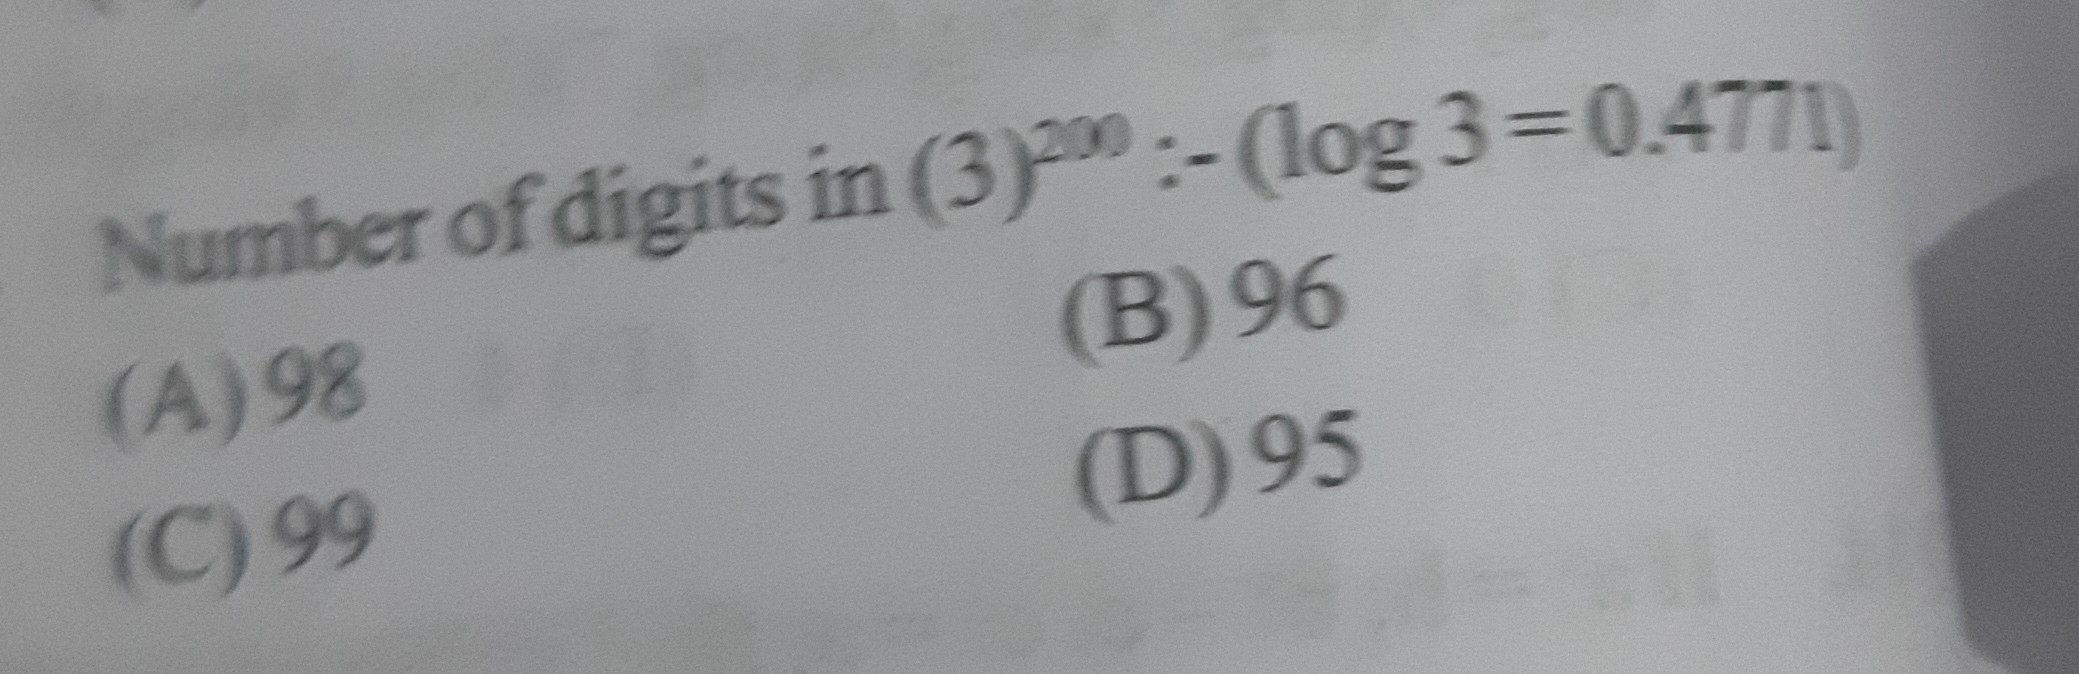 Number of digits in (3)²⁰⁰ :- (log 3 = 0.4771)
(A) 98 (B) 96
(C) 99 (D) 95